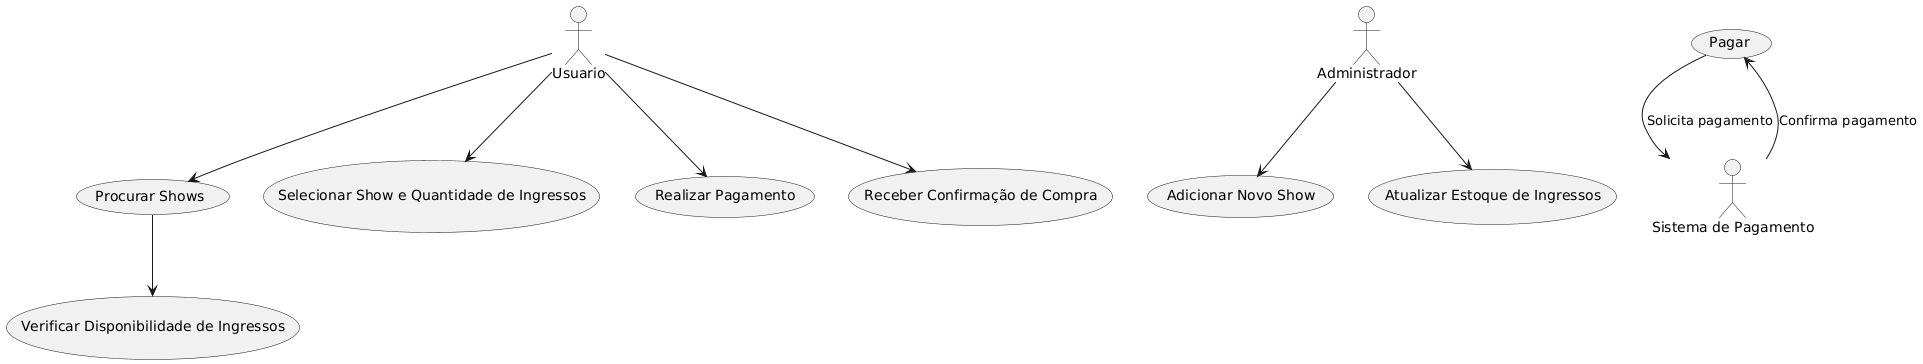 Pagar
Usuario
Administrador
Solicita pagamento
Confirma pagamento
Procurar Shows
Selecionar Show e Quantidade de Ingressos
Realizar Pagamento
Receber Confirmação de Compra
Adicionar Novo Show
Atualizar Estoque de Ingressos
Sistema de Pagamento
Verificar Disponibilidade de Ingressos